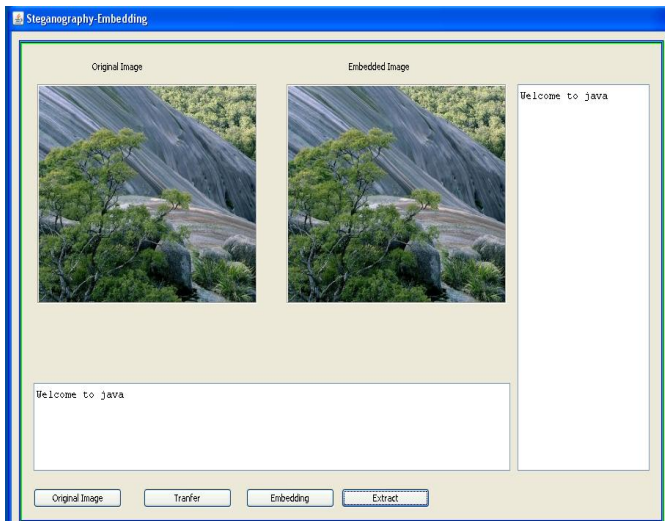 Steganography-Embedding
Original Image
Embedded Image
Welcome to java
Welcome to java
Original Image
Tranfer
Embedding
Extract